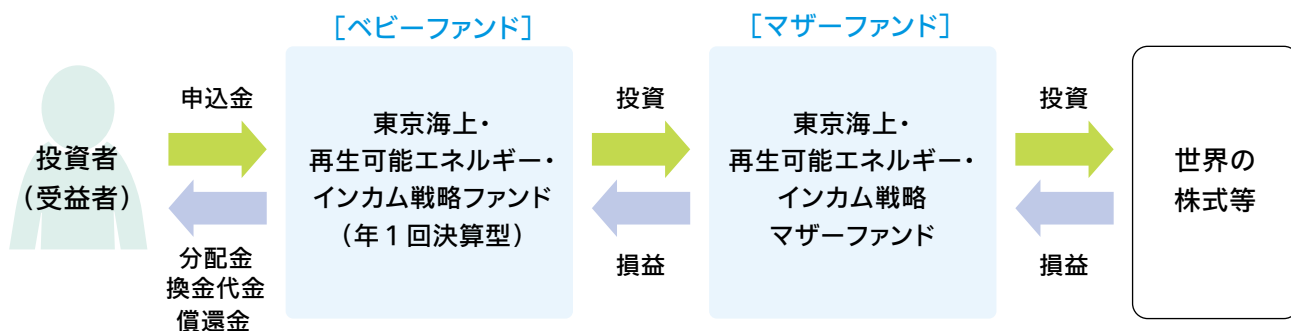 [ベビーファンド]
[マザーファンド]
投資者
(受益者)
申込金
分配金
換金代金
償還金
東京海上・
再生可能エネルギー・
インカム戦略ファンド
(年1回決算型)
投資
損益
東京海上・
再生可能エネルギー・
インカム戦略
マザーファンド
投資
損益
世界の
株式等